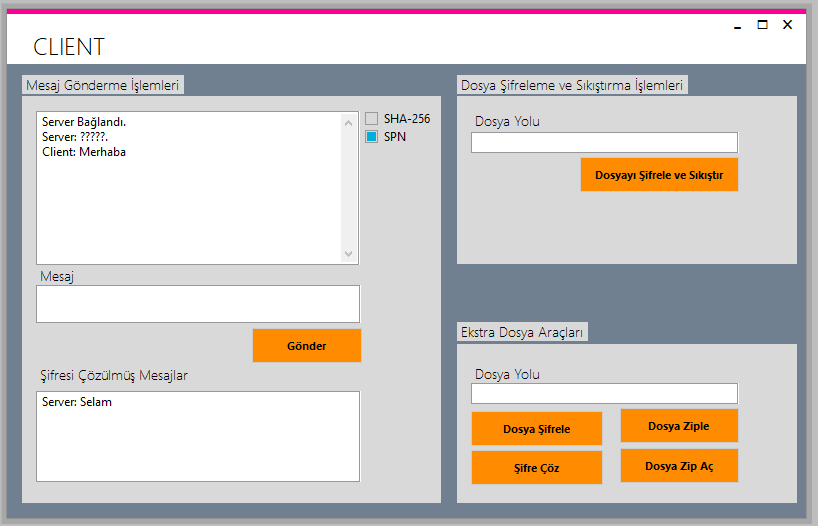 CLIENT
Mesaj Gönderme İşlemleri
Server Bağlandı.
Server: ?????.
Client: Merhaba
SHA-256
SPN
Mesaj
Gönder
Şifresi Çözülmüş Mesajlar
Server: Selam
Dosya Şifreleme ve Sıkıştırma İşlemleri
Dosya Yolu
Dosyayı Şifrele ve Sıkıştır
Ekstra Dosya Araçları
Dosya Yolu
Dosya Şifrele
Dosya Ziple
Şifre Çöz
Dosya Zip Aç